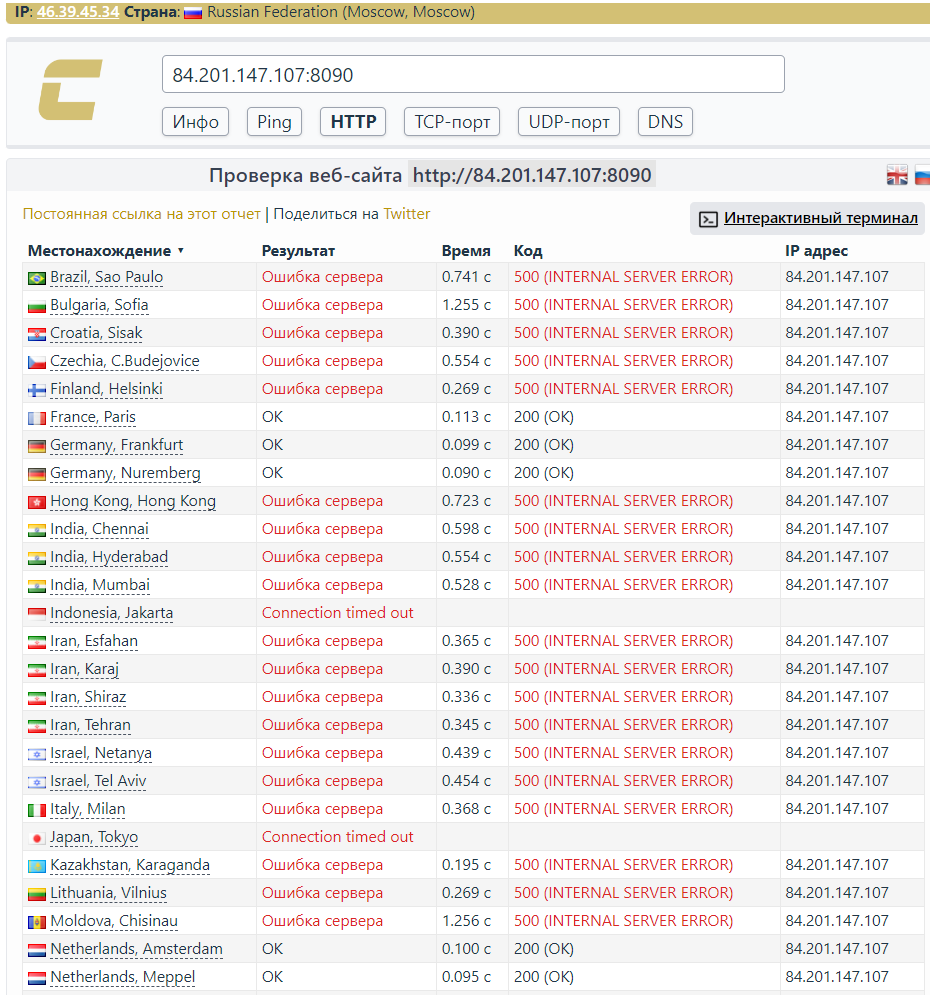 IP: 46.39.45.34 Страна: Russian Federation (Moscow, Moscow)
84.201.147.107:8090
Инфо Ping HTTP TCP-порт UDP-порт DNS
Проверка веб-сайта http://84.201.147.107:8090
Постоянная ссылка на этот отчет | Поделиться на Twitter
Интерактивный терминал
Местонахождение ▼ Результат Время Код IP адрес
Brazil, Sao Paulo Ошибка сервера 0.741 с 500 (INTERNAL SERVER ERROR) 84.201.147.107
Bulgaria, Sofia Ошибка сервера 1.255 с 500 (INTERNAL SERVER ERROR) 84.201.147.107
Croatia, Sisak Ошибка сервера 0.390 с 500 (INTERNAL SERVER ERROR) 84.201.147.107
Czechia, C.Budejovice Ошибка сервера 0.554 с 500 (INTERNAL SERVER ERROR) 84.201.147.107
Finland, Helsinki Ошибка сервера 0.269 с 500 (INTERNAL SERVER ERROR) 84.201.147.107
France, Paris OK 0.113 с 200 (OK) 84.201.147.107
Germany, Frankfurt OK 0.099 с 200 (OK) 84.201.147.107
Germany, Nuremberg OK 0.090 с 200 (OK) 84.201.147.107
Hong Kong, Hong Kong Ошибка сервера 0.723 с 500 (INTERNAL SERVER ERROR) 84.201.147.107
India, Chennai Ошибка сервера 0.598 с 500 (INTERNAL SERVER ERROR) 84.201.147.107
India, Hyderabad Ошибка сервера 0.554 с 500 (INTERNAL SERVER ERROR) 84.201.147.107
India, Mumbai Ошибка сервера 0.528 с 500 (INTERNAL SERVER ERROR) 84.201.147.107
Indonesia, Jakarta Connection timed out
Iran, Esfahan Ошибка сервера 0.365 с 500 (INTERNAL SERVER ERROR) 84.201.147.107
Iran, Karaj Ошибка сервера 0.390 с 500 (INTERNAL SERVER ERROR) 84.201.147.107
Iran, Shiraz Ошибка сервера 0.336 с 500 (INTERNAL SERVER ERROR) 84.201.147.107
Iran, Tehran Ошибка сервера 0.345 с 500 (INTERNAL SERVER ERROR) 84.201.147.107
Israel, Netanya Ошибка сервера 0.439 с 500 (INTERNAL SERVER ERROR) 84.201.147.107
Israel, Tel Aviv Ошибка сервера 0.454 с 500 (INTERNAL SERVER ERROR) 84.201.147.107
Italy, Milan Ошибка сервера 0.368 с 500 (INTERNAL SERVER ERROR) 84.201.147.107
Japan, Tokyo Connection timed out
Kazakhstan, Karaganda Ошибка сервера 0.195 с 500 (INTERNAL SERVER ERROR) 84.201.147.107
Lithuania, Vilnius Ошибка сервера 0.269 с 500 (INTERNAL SERVER ERROR) 84.201.147.107
Moldova, Chisinau Ошибка сервера 1.256 с 500 (INTERNAL SERVER ERROR) 84.201.147.107
Netherlands, Amsterdam OK 0.100 с 200 (OK) 84.201.147.107
Netherlands, Meppel OK 0.095 с 200 (OK) 84.201.147.107